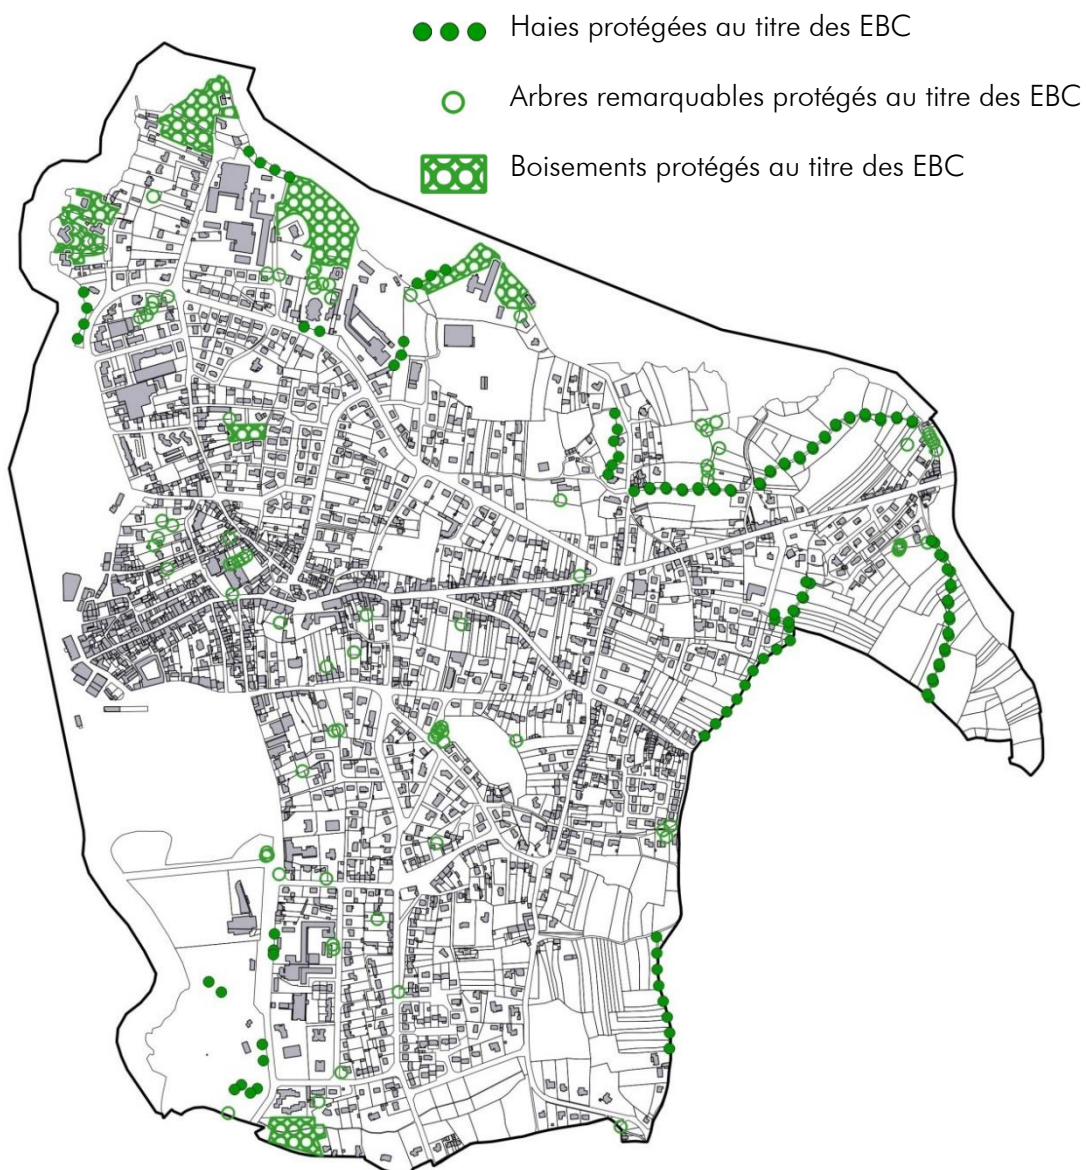 Haies protégées au titre des EBC
Arbres remarquables protégés au titre des EBC
Boisements protégés au titre des EBC